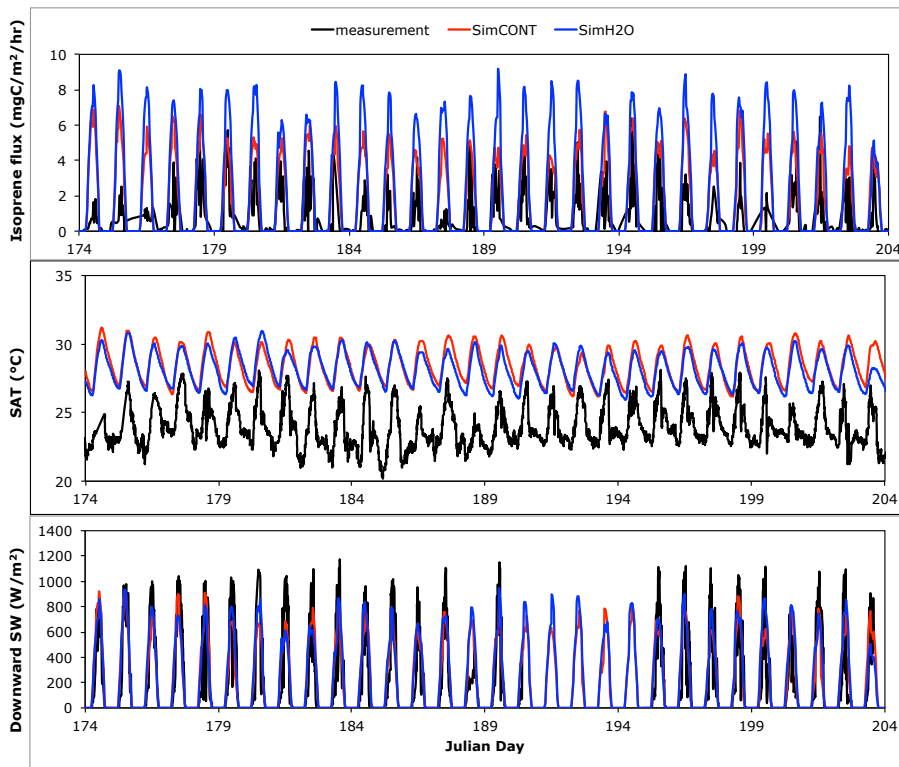 measurement SimCONT SimH2O
Isoprene flux (mgC/m²/hr)
10
8
6
4
2
0
174 179 184 189 194 199 204
SAT (°C)
35
30
25
20
174 179 184 189 194 199 204
Downward SW (W/m²)
1400
1200
1000
800
600
400
200
0
174 179 184 189 194 199 204
Julian Day